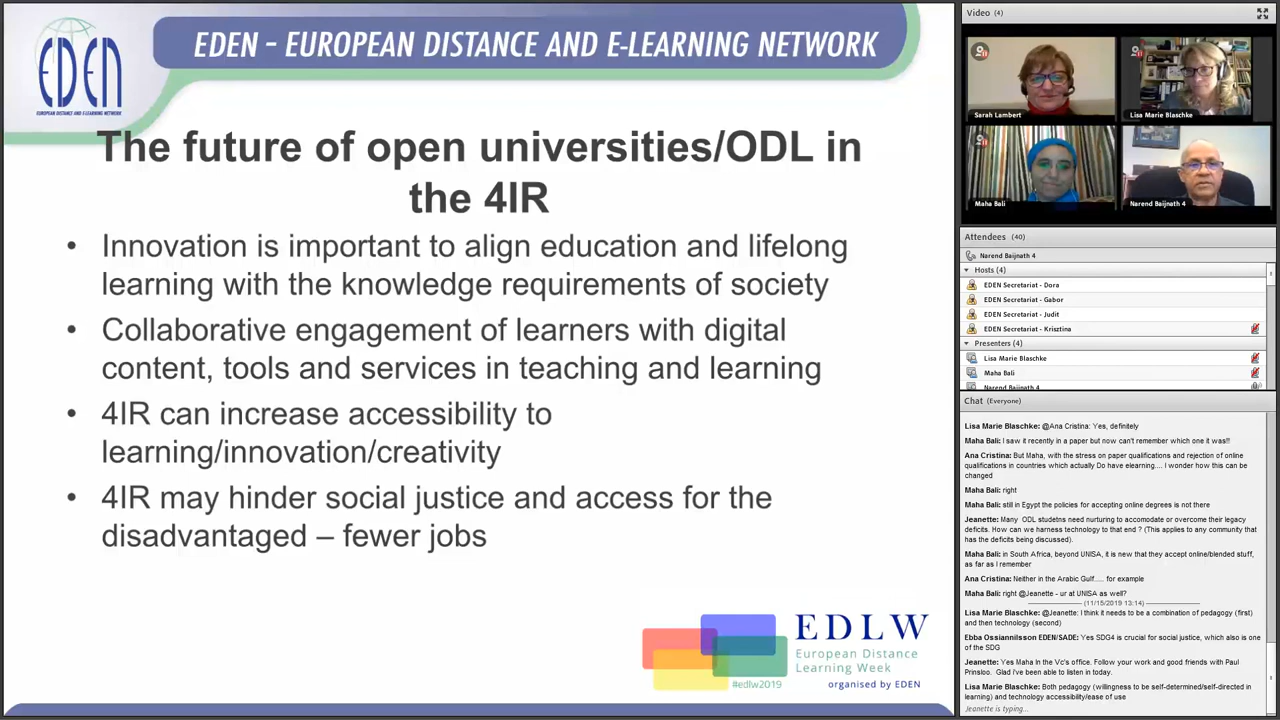 EDEN
EUROPEAN DISTANCE AND E-LEARNING NETWORK
EDEN – EUROPEAN DISTANCE AND E-LEARNING NETWORK
The future of open universities/ODL in
the 4IR
• Innovation is important to align education and lifelong
learning with the knowledge requirements of society
• Collaborative engagement of learners with digital
content, tools and services in teaching and learning
• 4IR can increase accessibility to
learning/innovation/creativity
• 4IR may hinder social justice and access for the
disadvantaged – fewer jobs
EDLW
European Distance
Learning Week
#edlw2019
organised by EDEN
Video (4)
Sarah Lambert
Lisa Marie Blaschke
Maha Bali
Narend Baijnath 4
Attendees (40)
Narend Baijnath 4
Hosts (4)
EDEN Secretariat - Dora
EDEN Secretariat - Gabor
EDEN Secretariat - Judit
EDEN Secretariat - Krisztina
Presenters (4)
Lisa Marie Blaschke
Maha Bali
Narend Baijnath 4
Chat (Everyone)
Lisa Marie Blaschke: @Ana Cristina: Yes, definitely
Maha Bali: I saw it recently in a paper but now can't remember which one it was!!
Ana Cristina: But Maha, with the stress on paper qualifications and rejection of online
qualifications in countries which actually Do have elearning.... I wonder how this can be
changed
Maha Bali: right
Maha Bali: still in Egypt the policies for accepting online degrees is not there
Jeanette: Many ODL studetns need nurturing to accomodate or overcome their legacy
deficits. How can we harness technology to that end ? (This applies to any community that
has the deficits being discussed).
Maha Bali: in South Africa, beyond UNISA, it is new that they accept online/blended stuff,
as far as I remember
Ana Cristina: Neither in the Arabic Gulf..... for example
Maha Bali: right @Jeanette - ur at UNISA as well?
(11/15/2019 13:14)
Lisa Marie Blaschke: @Jeanette: I think it needs to be a combination of pedagogy (first)
and then technology (second)
Ebba Ossiannilsson EDEN/SADE: Yes SDG4 is crucial for social justice, which also is one
of the SDG
Jeanette: Yes Maha In the Vc's office. Follow your work and good friends with Paul
Prinsloo. Glad i've been able to listen in today.
Lisa Marie Blaschke: Both pedagogy (willingness to be self-determined/self-directed in
learning) and technology accessibility/ease of use
Jeanette is typing...